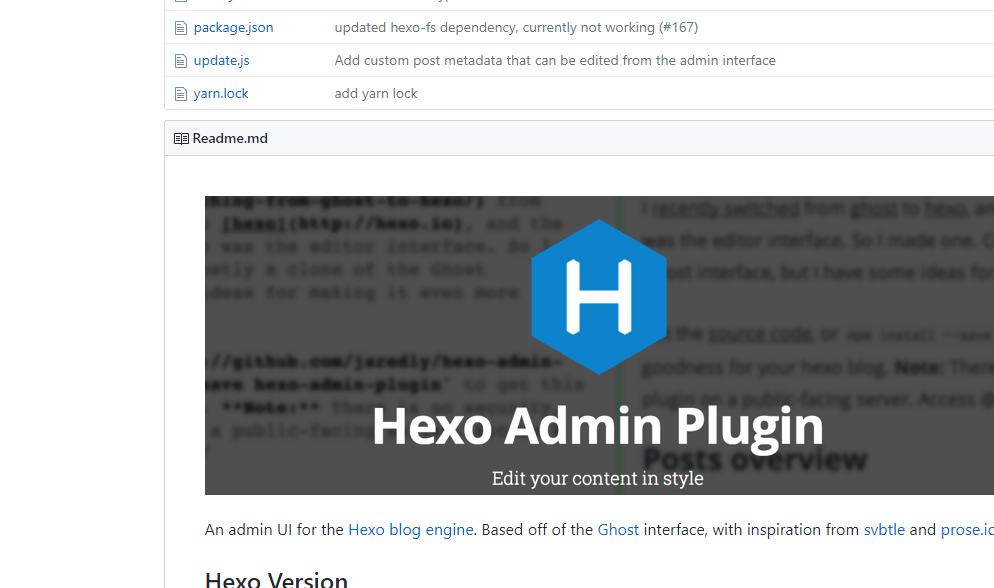 package.json updated hexo-fs dependency, currently not working (#167)
update.js Add custom post metadata that can be edited from the admin interface
yarn.lock add yarn lock
Readme.md
hing-from-ghost-to-hexo/) from
[hexo](http://hexo.io), and the
s was the editor interface. So I
stly a clone of the Ghost
ideas for making it even more
://github.com/jaredly/hexo-admin-
save hexo-admin-plugin` to get this
**Note:** There is no security,
a public-facing
I recently switched from ghost to hexo, an
was the editor interface. So I made one. C
ost interface, but I have some ideas for
the source code, or npm install --save
goodness for your hexo blog. Note: There
plugin on a public-facing server. Access @
Posts overview
H
Hexo Admin Plugin
Edit your content in style
An admin UI for the Hexo blog engine. Based off of the Ghost interface, with inspiration from svbtle and prose.io
Hexo Version